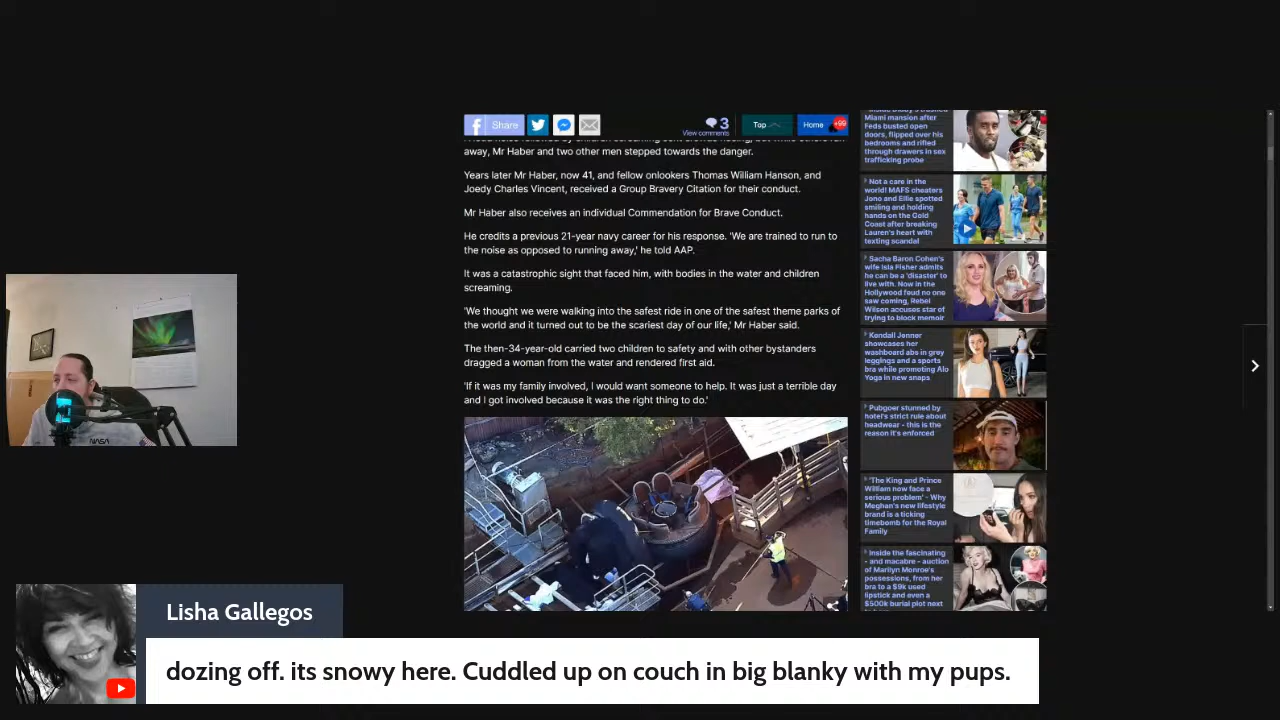 Share
3
View comments
Top
Home
+99
away, Mr Haber and two other men stepped towards the danger.
Years later Mr Haber, now 41, and fellow onlookers Thomas William Hanson, and
Joedy Charles Vincent, received a Group Bravery Citation for their conduct.
Mr Haber also receives an individual Commendation for Brave Conduct.
He credits a previous 21-year navy career for his response. 'We are trained to run to
the noise as opposed to running away,' he told AAP.
It was a catastrophic sight that faced him, with bodies in the water and children
screaming.
'We thought we were walking into the safest ride in one of the safest theme parks of
the world and it turned out to be the scariest day of our life,' Mr Haber said.
The then-34-year-old carried two children to safety and with other bystanders
dragged a woman from the water and rendered first aid.
'If it was my family involved, I would want someone to help. It was just a terrible day
and I got involved because it was the right thing to do.'
Miami mansion after
Feds busted open
doors, flipped over his
bedrooms and rifled
through drawers in sex
trafficking probe
Not a care in the
world! MAFS cheaters
Jono and Ellie spotted
smiling and holding
hands on the Gold
Coast after breaking
Lauren's heart with
texting scandal
Sacha Baron Cohen's
wife Isla Fisher admits
he can be a 'disaster' to
live with. Now in the
Hollywood feud no one
saw coming, Rebel
Wilson accuses star of
trying to block memoir
Kendall Jenner
showcases her
washboard abs in grey
leggings and a sports
bra while promoting Alo
Yoga in new snaps
Pubgoer stunned by
hotel's strict rule about
headwear - this is the
reason it's enforced
'The King and Prince
William now face a
serious problem' - Why
Meghan's new lifestyle
brand is a ticking
timebomb for the Royal
Family
Inside the fascinating
- and macabre - auction
of Marilyn Monroe's
possessions, from her
bra to a $9k used
lipstick and even a
$500k burial plot next
NASA
Lisha Gallegos
dozing off. its snowy here. Cuddled up on couch in big blanky with my pups.